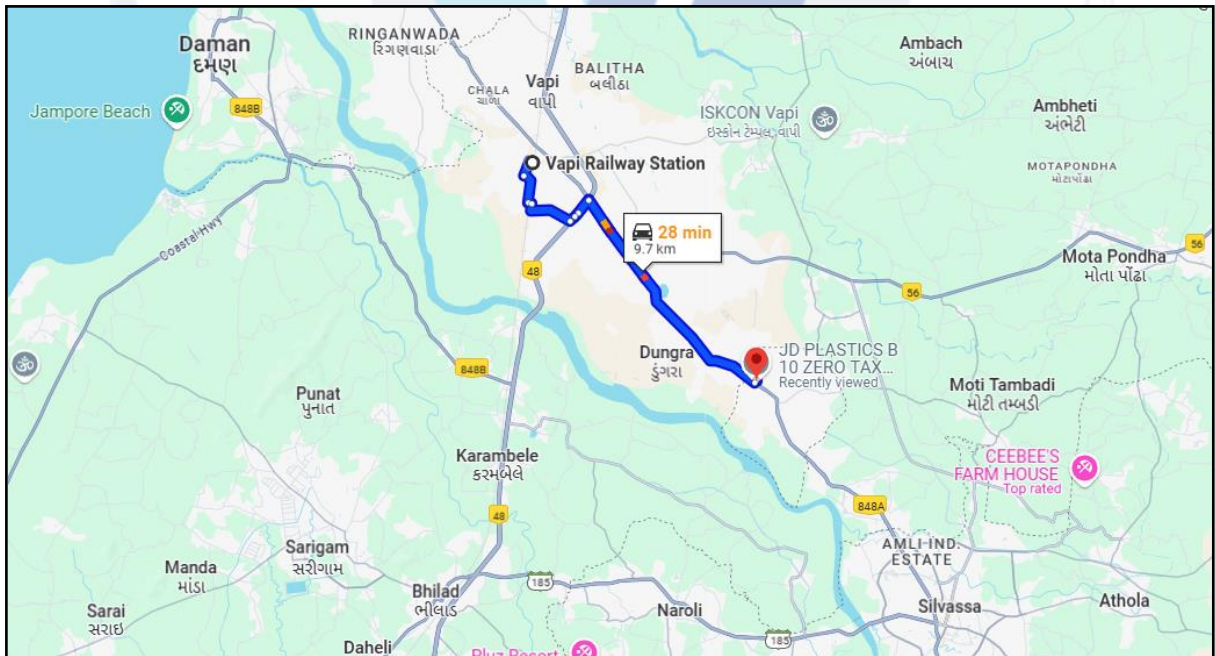 Daman
દમણ
RINGANWADA
રિંગણવાડા
Ambach
અંબાચ
Vapi
વાપી
BALITHA
બલીઠા
CHALA
ચાળા
Jampore Beach
848B
ISKCON Vapi
ઇસ્કોન ટેમ્પલ, વાપી
Ambheti
અંભેટી
Vapi Railway Station
MOTAPONDHA
મોટાપોંઢા
Coastal Hwy
28 min
9.7 km
48
56
Mota Pondha
મોતા પોંઢા
56
Dungra
ડુંગરા
JD PLASTICS B
10 ZERO TAX...
Recently viewed
848B
Punat
પુનાત
Moti Tambadi
મોટી તમ્બડી
Karambele
કરમબેલે
CEEBEE'S
FARM HOUSE
Top rated
48
848A
Sarigam
સરીગામ
AMLI IND.
ESTATE
Manda
માંડા
Bhilad
ભીલાડ
185
Naroli
Silvassa
Athola
Sarai
સરાઇ
Daheli
Pluz Resort
185